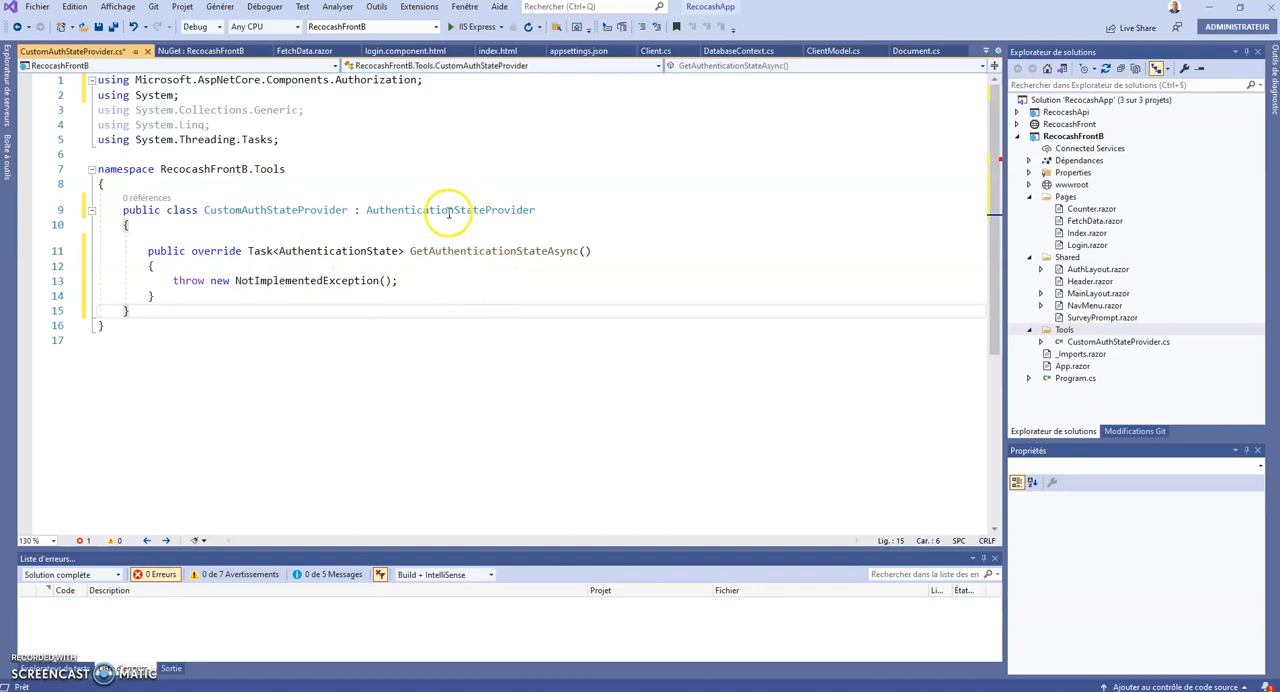 Fichier Edition Affichage Git Projet Générer Déboguer Test Analyser Outils Extensions Fenêtre Aide Rechercher (Ctrl+Q) RecocashApp
Debug Any CPU RecocashFrontB IIS Express Live Share ADMINISTRATEUR
CustomAuthStateProvider.cs* NuGet : RecocashFrontB FetchData.razor login.component.html index.html appsettings.json Client.cs DatabaseContext.cs ClientModel.cs Document.cs
RecocashFrontB RecocashFrontB.Tools.CustomAuthStateProvider GetAuthenticationStateAsync()
Explorateur de serveurs
Boîte à outils
1 using Microsoft.AspNetCore.Components.Authorization;
2 using System;
3 using System.Collections.Generic;
4 using System.Linq;
5 using System.Threading.Tasks;
6
7 namespace RecocashFrontB.Tools
8 {
0 références
9 public class CustomAuthStateProvider : AuthenticationStateProvider
10 {
11 public override Task<AuthenticationState> GetAuthenticationStateAsync()
12 {
13 throw new NotImplementedException();
14 }
15 }
16 }
17
130 % 1 0 Lig. : 15 Car. : 6 SPC CRLF
Explorateur de solutions
Rechercher dans l'Explorateur de solutions (Ctrl+$)
Solution 'RecocashApp' (3 sur 3 projets)
RecocashApi
RecocashFront
RecocashFrontB
Connected Services
Dépendances
Properties
wwwroot
Pages
Counter.razor
FetchData.razor
Index.razor
Login.razor
Shared
AuthLayout.razor
Header.razor
MainLayout.razor
NavMenu.razor
SurveyPrompt.razor
Tools
CustomAuthStateProvider.cs
_Imports.razor
App.razor
Program.cs
Explorateur de solutions Modifications Git
Propriétés
Outils de diagnostic
Liste d'erreurs...
Solution complète 0 Erreurs 0 de 7 Avertissements 0 de 5 Messages Build + IntelliSense Rechercher dans la liste des err
Code Description Projet Fichier Li... État...
RECORDED WITH
SCREENCAST MATIC
Sortie
Prêt Ajouter au contrôle de code source